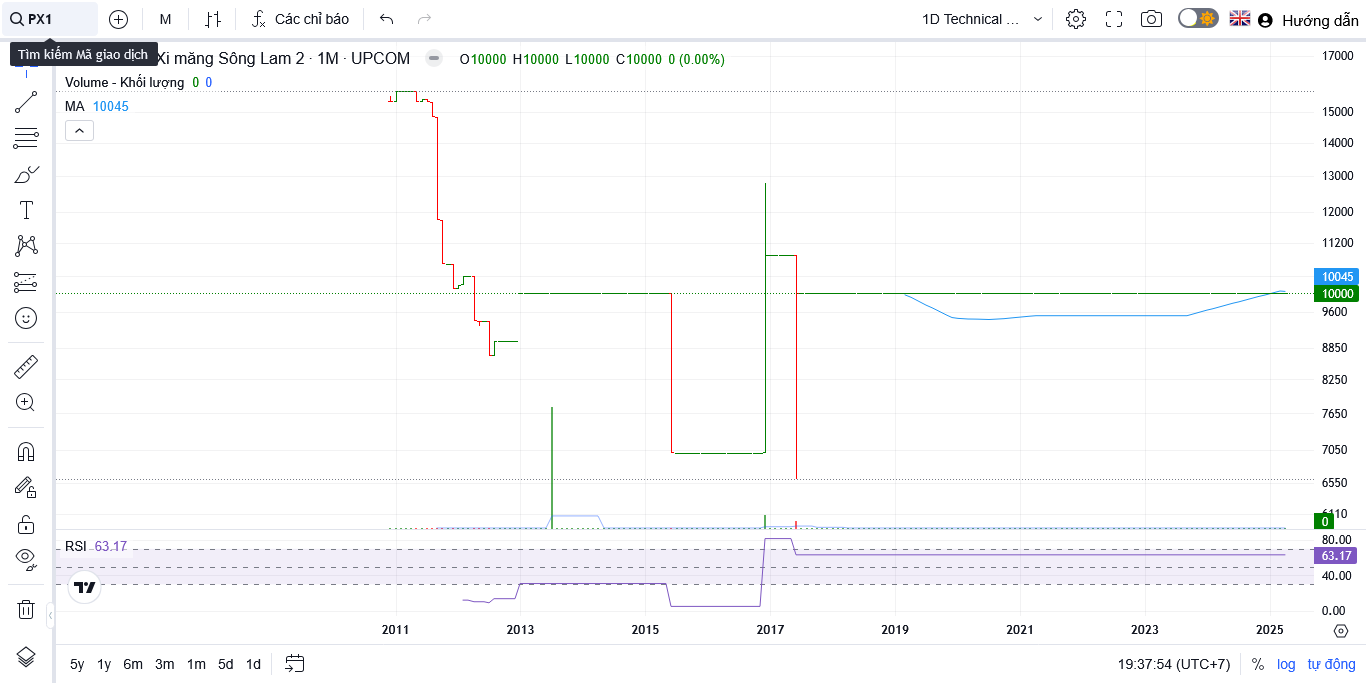 PX1
M
Các chỉ báo
1D Technical ...
Hướng dẫn
Tìm kiếm Mã giao dịch
Xi măng Sông Lam 2 · 1M · UPCOM
O10000 H10000 L10000 C10000 0 (0.00%)
Volume - Khối lượng 0 0
MA 10045
17000
15000
14000
13000
12000
11200
10045
10000
9600
8850
8250
7650
7050
6550
6110
0
RSI 63.17
80.00
63.17
40.00
0.00
2011 2013 2015 2017 2019 2021 2023 2025
5y 1y 6m 3m 1m 5d 1d
19:37:54 (UTC+7) % log tự động